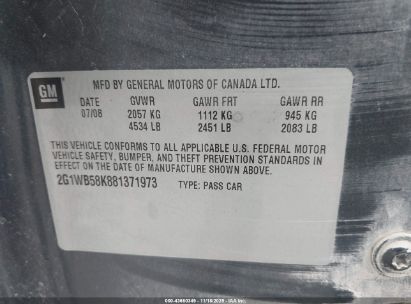 GM
MFD BY GENERAL MOTORS OF CANADA LTD.
DATE GVWR GAWR FRT GAWR RR
07/08 2057 KG 1112 KG 945 KG
4534 LB 2451 LB 2083 LB
THIS VEHICLE CONFORMS TO ALL APPLICABLE U.S. FEDERAL MOTOR
VEHICLE SAFETY, BUMPER, AND THEFT PREVENTION STANDARDS IN
EFFECT ON THE DATE OF MANUFACTURE SHOWN ABOVE.
2G1WB58K881371973 TYPE: PASS CAR